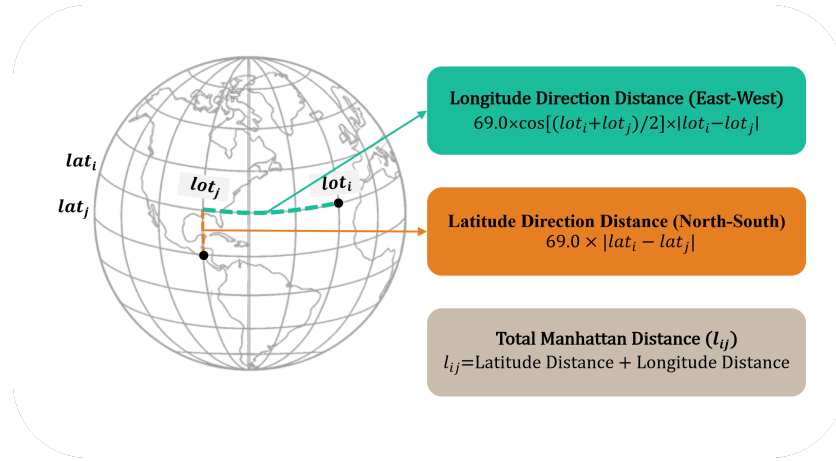 lat_i
lot_j
lot_i
lat_j
Longitude Direction Distance (East-West)
69.0×cos[(lot_i+lot_j)/2]×|lot_i−lot_j|
Latitude Direction Distance (North-South)
69.0 × |lat_i − lat_j|
Total Manhattan Distance (l_ij)
l_ij=Latitude Distance + Longitude Distance